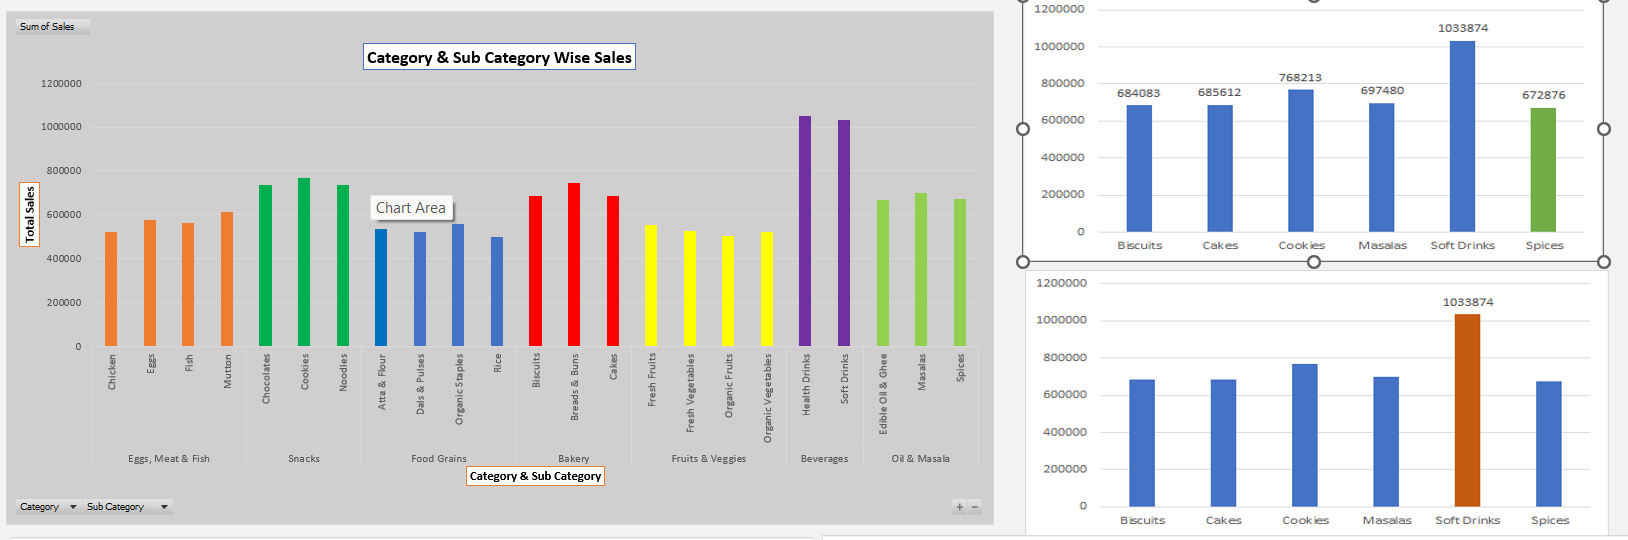 Sum of Sales
Category & Sub Category Wise Sales
1200000
1000000
800000
600000
400000
200000
0
Total Sales
Chart Area
Chicken
Eggs
Fish
Mutton
Chocolates
Cookies
Noodles
Atta & Flour
Dals & Pulses
Organic Staples
Rice
Biscuits
Breads & Buns
Cakes
Fresh Fruits
Fresh Vegetables
Organic Fruits
Organic Vegetables
Health Drinks
Soft Drinks
Edible Oil & Ghee
Masalas
Spices
Eggs, Meat & Fish
Snacks
Food Grains
Bakery
Fruits & Veggies
Beverages
Oil & Masala
Category & Sub Category
Category
Sub Category
+ −
1200000
1000000
800000
600000
400000
200000
0
684083
685612
768213
697480
1033874
672876
Biscuits
Cakes
Cookies
Masalas
Soft Drinks
Spices
1200000
1000000
800000
600000
400000
200000
0
1033874
Biscuits
Cakes
Cookies
Masalas
Soft Drinks
Spices